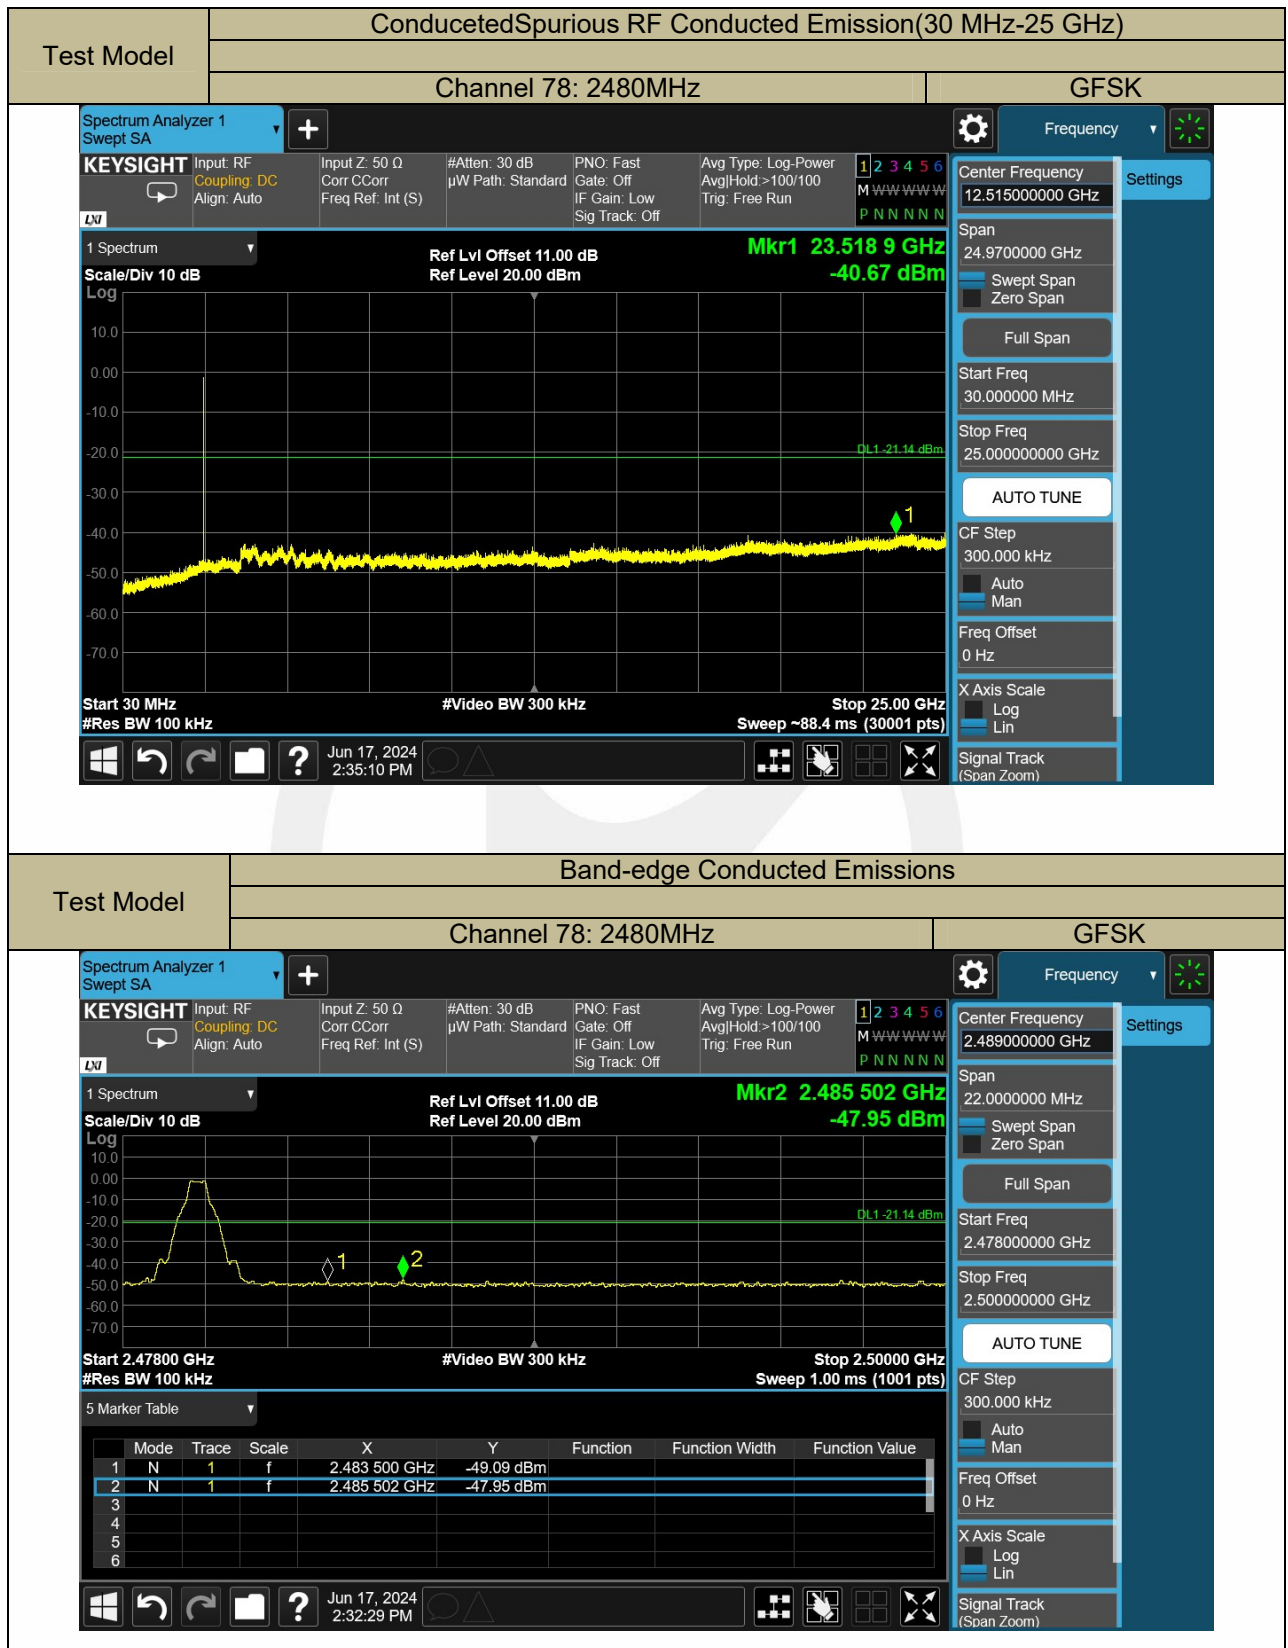 Test Model
ConducetedSpurious RF Conducted Emission(30 MHz-25 GHz)
Channel 78: 2480MHz
GFSK
Spectrum Analyzer 1
Swept SA
Frequency
KEYSIGHT
LXI
Input: RF
Coupling: DC
Align: Auto
Input Z: 50 Ω
Corr CCorr
Freq Ref: Int (S)
#Atten: 30 dB
µW Path: Standard
PNO: Fast
Gate: Off
IF Gain: Low
Sig Track: Off
Avg Type: Log-Power
Avg|Hold:>100/100
Trig: Free Run
1 2 3 4 5 6
M W W W W W
P N N N N N
1 Spectrum
Scale/Div 10 dB
Ref Lvl Offset 11.00 dB
Ref Level 20.00 dBm
Mkr1 23.518 9 GHz
-40.67 dBm
Log
10.0
0.00
-10.0
-20.0
-30.0
-40.0
-50.0
-60.0
-70.0
DL1 -21.14 dBm
1
Start 30 MHz
#Res BW 100 kHz
#Video BW 300 kHz
Stop 25.00 GHz
Sweep ~88.4 ms (30001 pts)
Jun 17, 2024
2:35:10 PM
Center Frequency
12.515000000 GHz
Span
24.9700000 GHz
Swept Span
Zero Span
Full Span
Start Freq
30.000000 MHz
Stop Freq
25.000000000 GHz
AUTO TUNE
CF Step
300.000 kHz
Auto
Man
Freq Offset
0 Hz
X Axis Scale
Log
Lin
Signal Track
(Span Zoom)
Settings
Test Model
Band-edge Conducted Emissions
Channel 78: 2480MHz
GFSK
Spectrum Analyzer 1
Swept SA
Frequency
KEYSIGHT
LXI
Input: RF
Coupling: DC
Align: Auto
Input Z: 50 Ω
Corr CCorr
Freq Ref: Int (S)
#Atten: 30 dB
µW Path: Standard
PNO: Fast
Gate: Off
IF Gain: Low
Sig Track: Off
Avg Type: Log-Power
Avg|Hold:>100/100
Trig: Free Run
1 2 3 4 5 6
M W W W W W
P N N N N N
1 Spectrum
Scale/Div 10 dB
Ref Lvl Offset 11.00 dB
Ref Level 20.00 dBm
Mkr2 2.485 502 GHz
-47.95 dBm
Log
10.0
0.00
-10.0
-20.0
-30.0
-40.0
-50.0
-60.0
-70.0
DL1 -21.14 dBm
1
2
Start 2.47800 GHz
#Res BW 100 kHz
#Video BW 300 kHz
Stop 2.50000 GHz
Sweep 1.00 ms (1001 pts)
5 Marker Table
Mode Trace Scale X Y Function Function Width Function Value
1 N 1 f 2.483 500 GHz -49.09 dBm
2 N 1 f 2.485 502 GHz -47.95 dBm
3
4
5
6
Jun 17, 2024
2:32:29 PM
Center Frequency
2.489000000 GHz
Span
22.0000000 MHz
Swept Span
Zero Span
Full Span
Start Freq
2.478000000 GHz
Stop Freq
2.500000000 GHz
AUTO TUNE
CF Step
300.000 kHz
Auto
Man
Freq Offset
0 Hz
X Axis Scale
Log
Lin
Signal Track
(Span Zoom)
Settings